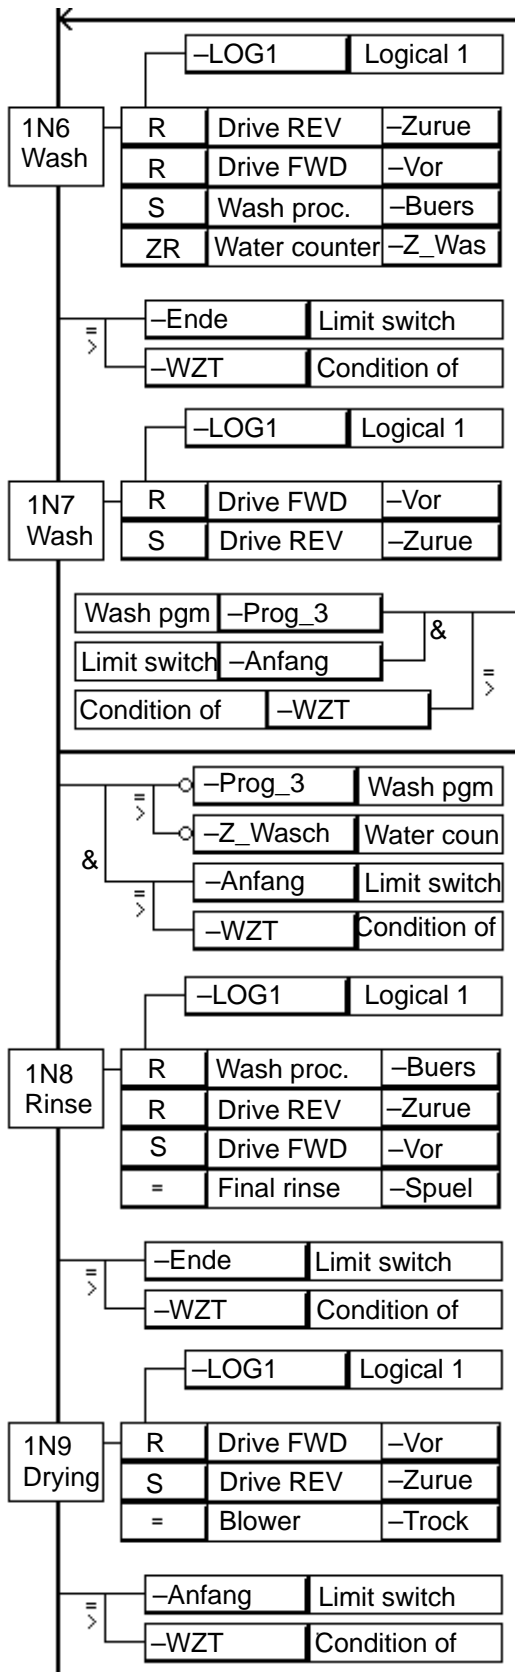 –LOG1 Logical 1
1N6 Wash
R Drive REV –Zurue
R Drive FWD –Vor
S Wash proc. –Buers
ZR Water counter –Z_Was
>=
–Ende Limit switch
–WZT Condition of
–LOG1 Logical 1
1N7 Wash
R Drive FWD –Vor
S Drive REV –Zurue
Wash pgm –Prog_3
&
Limit switch –Anfang
>=
Condition of –WZT
–Prog_3 Wash pgm
>=
–Z_Wasch Water coun
&
–Anfang Limit switch
>=
–WZT Condition of
–LOG1 Logical 1
1N8 Rinse
R Wash proc. –Buers
R Drive REV –Zurue
S Drive FWD –Vor
= Final rinse –Spuel
>=
–Ende Limit switch
–WZT Condition of
–LOG1 Logical 1
1N9 Drying
R Drive FWD –Vor
S Drive REV –Zurue
= Blower –Trock
>=
–Anfang Limit switch
–WZT Condition of